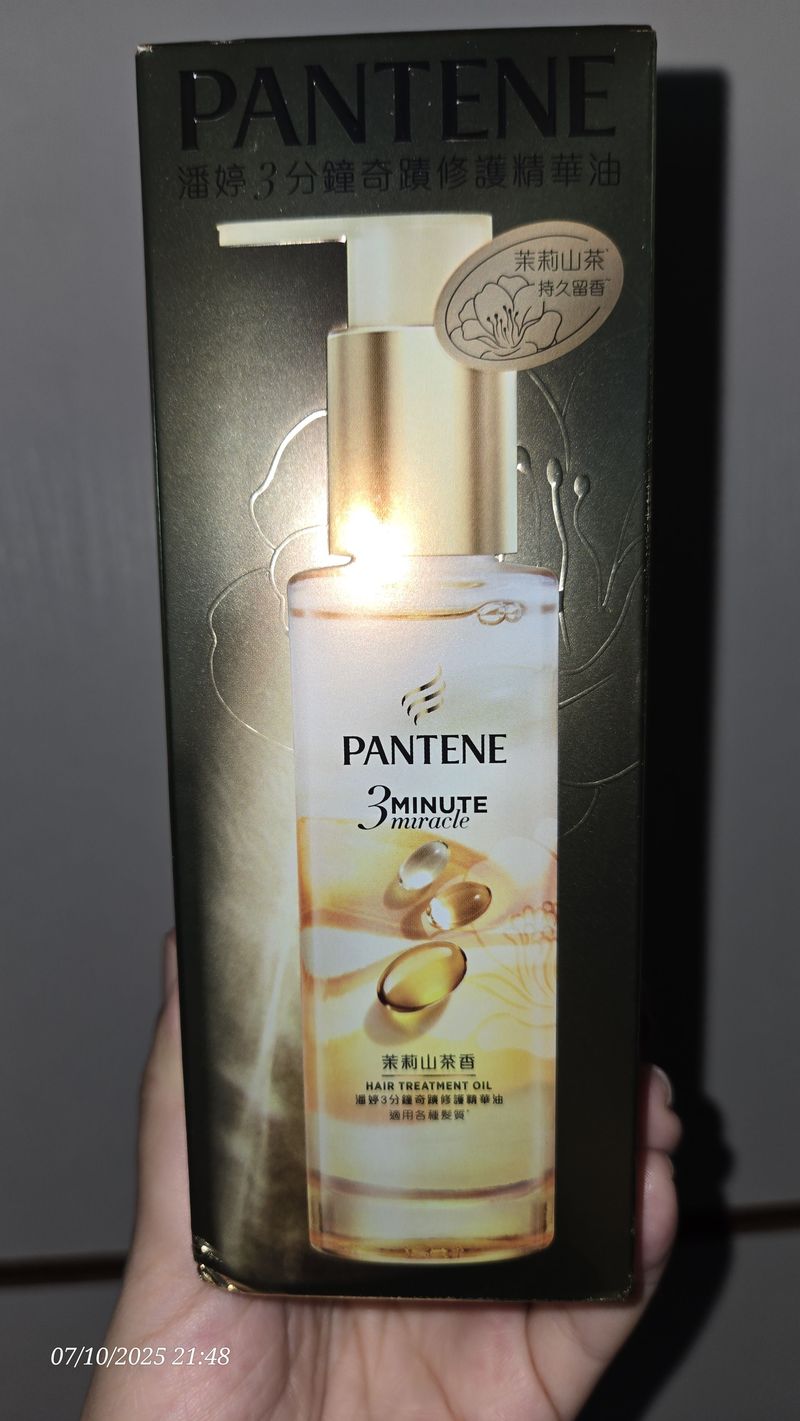 PANTENE
潘婷3分鐘奇蹟修護精華油
茉莉山茶*
持久留香**
PANTENE
3 MINUTE
miracle
茉莉山茶香
HAIR TREATMENT OIL
潘婷3分鐘奇蹟修護精華油
適用各種髮質*
07/10/2025 21:48